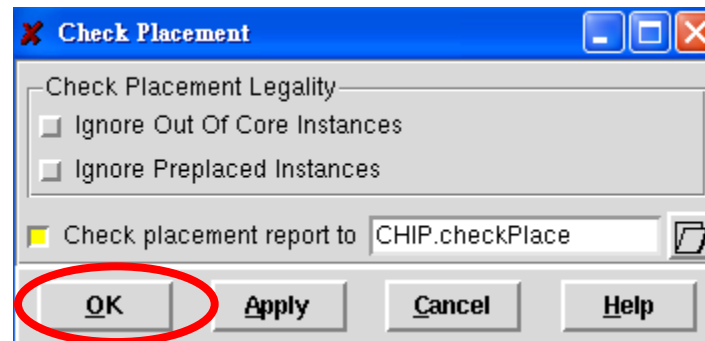 Check Placement
Check Placement Legality
Ignore Out Of Core Instances
Ignore Preplaced Instances
Check placement report to CHIP.checkPlace
OK Apply Cancel Help